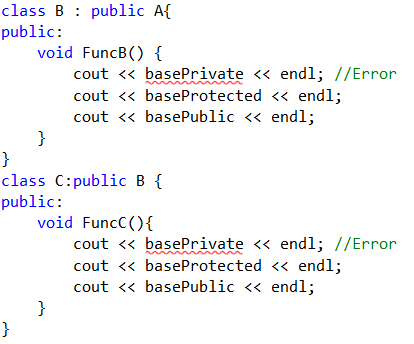 class B : public A{
public:
    void FuncB() {
        cout << basePrivate << endl; //Error
        cout << baseProtected << endl;
        cout << basePublic << endl;
    }
}
class C:public B {
public:
    void FuncC(){
        cout << basePrivate << endl; //Error
        cout << baseProtected << endl;
        cout << basePublic << endl;
    }
}